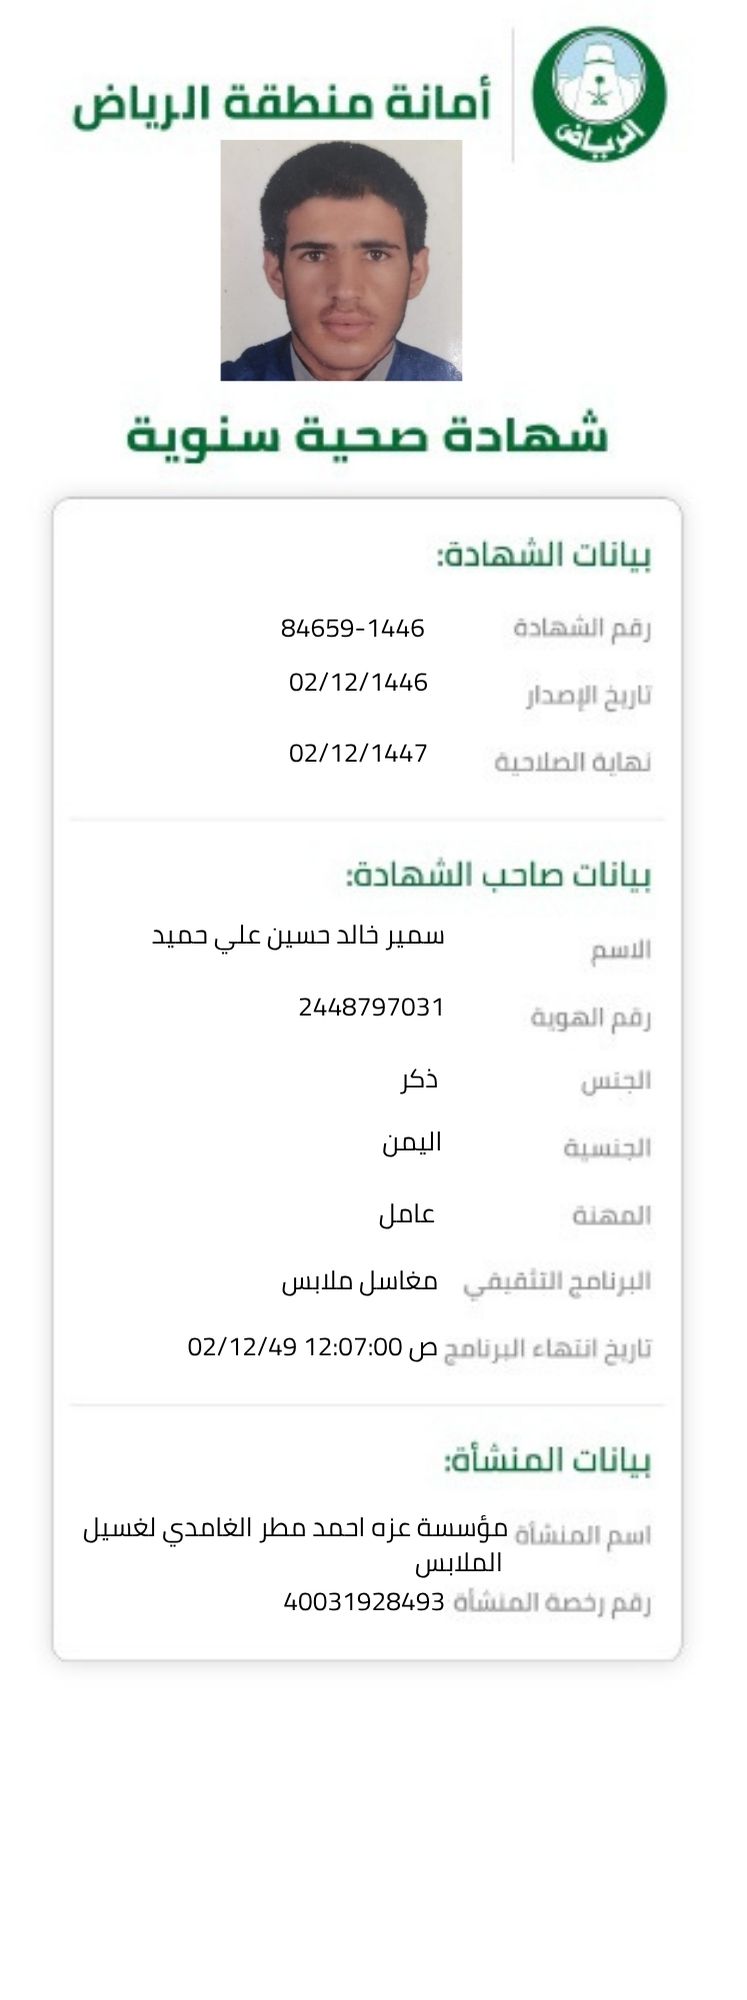 أمانة منطقة الرياض
الرياض
شهادة صحية سنوية
بيانات الشهادة:
رقم الشهادة 84659-1446
تاريخ الإصدار 02/12/1446
نهاية الصلاحية 02/12/1447
بيانات صاحب الشهادة:
الاسم سمير خالد حسين علي حميد
رقم الهوية 2448797031
الجنس ذكر
الجنسية اليمن
المهنة عامل
البرنامج التثقيفي مغاسل ملابس
تاريخ انتهاء البرنامج ص 12:07:00 02/12/49
بيانات المنشأة:
اسم المنشأة مؤسسة عزه احمد مطر الغامدي لغسيل
الملابس
رقم رخصة المنشأة 40031928493